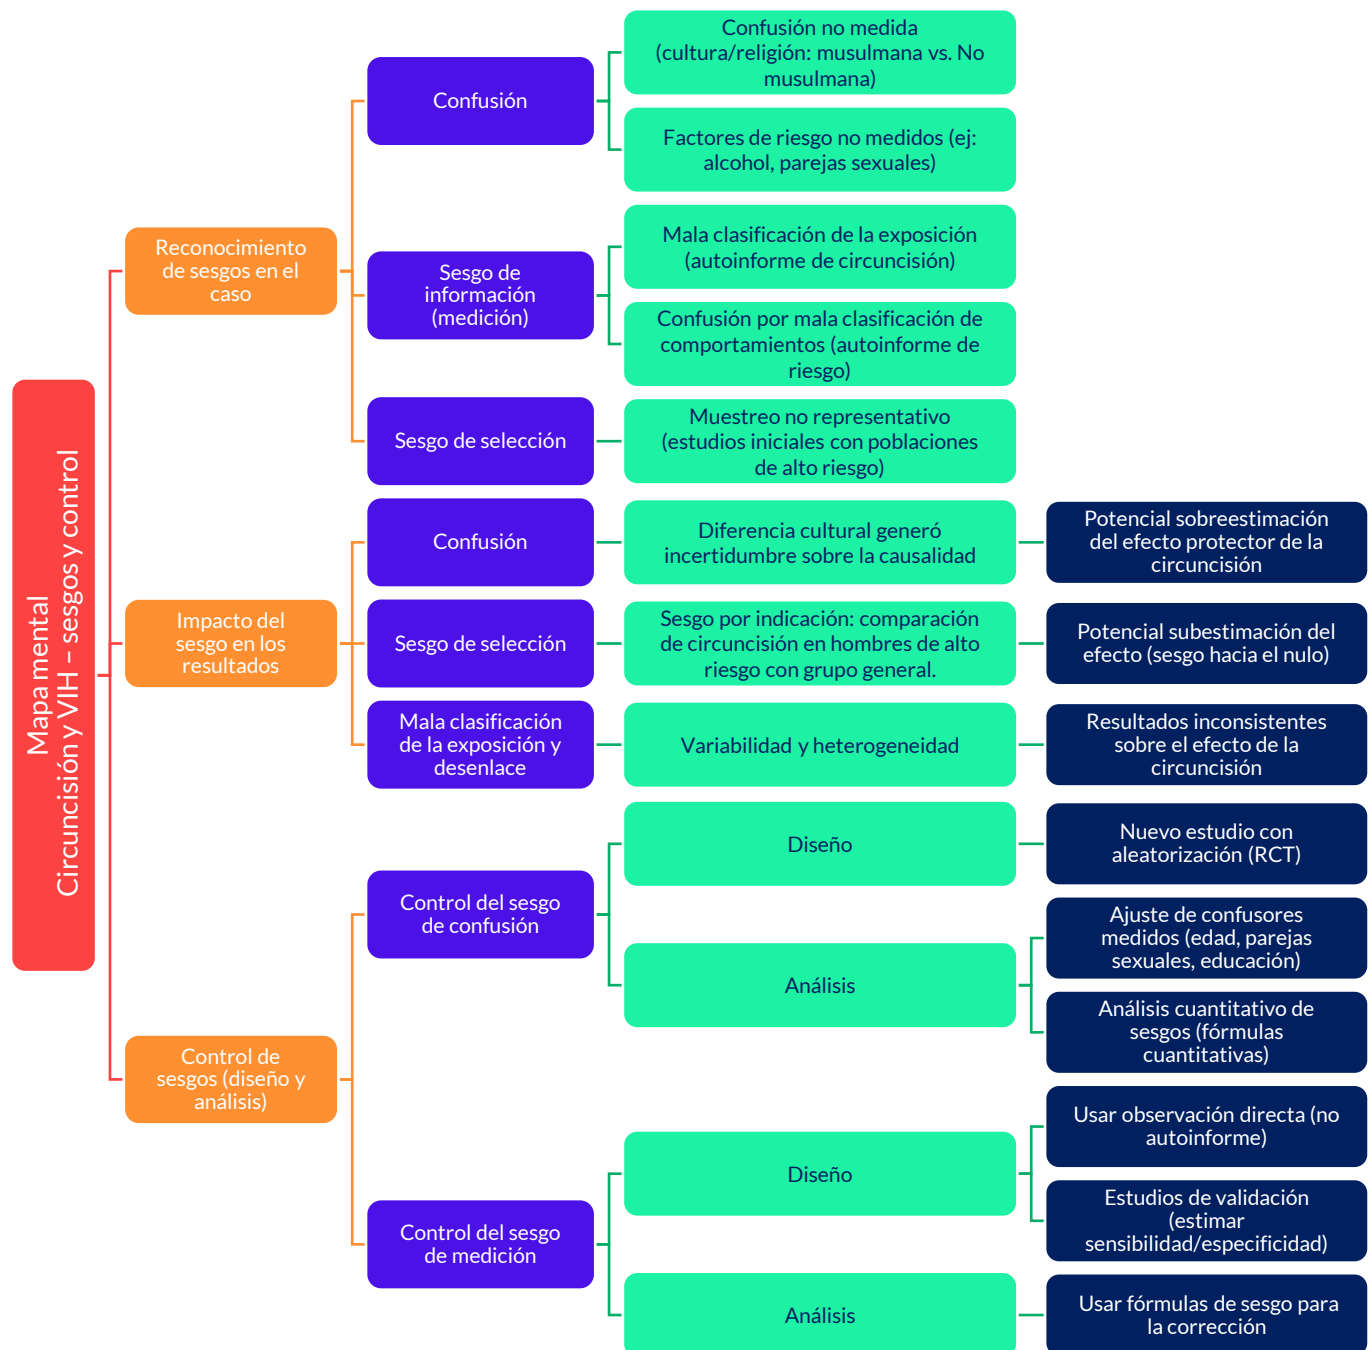 Mapa mental
Circuncisión y VIH – sesgos y control
Reconocimiento
de sesgos en el
caso
Confusión
Confusión no medida
(cultura/religión: musulmana vs. No
musulmana)
Factores de riesgo no medidos (ej:
alcohol, parejas sexuales)
Sesgo de
información
(medición)
Mala clasificación de la exposición
(autoinforme de circuncisión)
Confusión por mala clasificación de
comportamientos (autoinforme de
riesgo)
Sesgo de selección
Muestreo no representativo
(estudios iniciales con poblaciones
de alto riesgo)
Impacto del
sesgo en los
resultados
Confusión
Diferencia cultural generó
incertidumbre sobre la causalidad
Potencial sobreestimación
del efecto protector de la
circuncisión
Sesgo de selección
Sesgo por indicación: comparación
de circuncisión en hombres de alto
riesgo con grupo general.
Potencial subestimación del
efecto (sesgo hacia el nulo)
Mala clasificación
de la exposición y
desenlace
Variabilidad y heterogeneidad
Resultados inconsistentes
sobre el efecto de la
circuncisión
Control de
sesgos (diseño y
análisis)
Control del sesgo
de confusión
Diseño
Nuevo estudio con
aleatorización (RCT)
Análisis
Ajuste de confusores
medidos (edad, parejas
sexuales, educación)
Análisis cuantitativo de
sesgos (fórmulas
cuantitativas)
Control del sesgo
de medición
Diseño
Usar observación directa (no
autoinforme)
Estudios de validación
(estimar
sensibilidad/especificidad)
Análisis
Usar fórmulas de sesgo para
la corrección